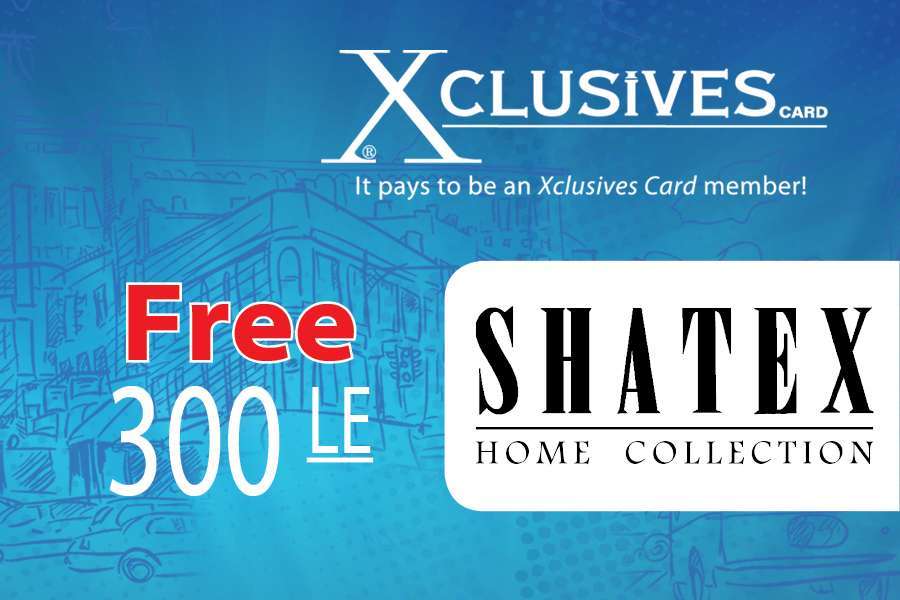 XCLUSiVES CARD
®
It pays to be an Xclusives Card member!
Free
300 LE
SHATEX
HOME COLLECTION